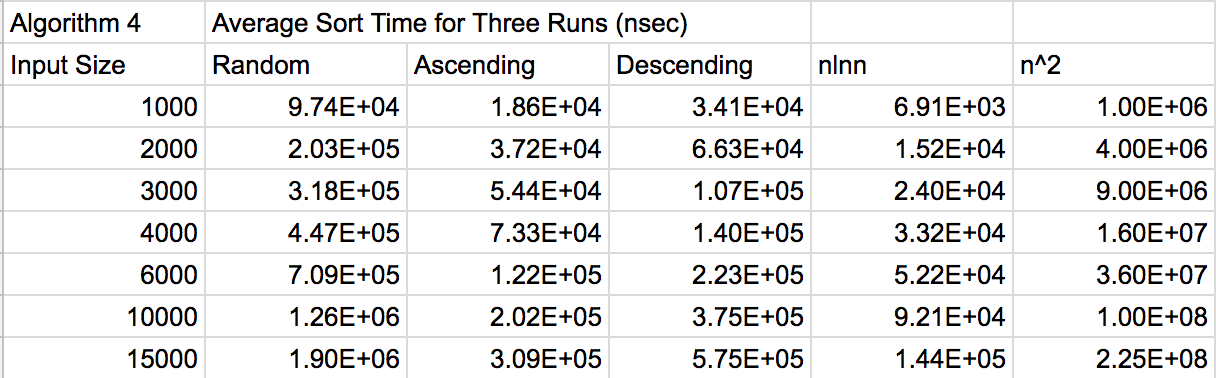 Algorithm 4 Average Sort Time for Three Runs (nsec)
Input Size Random Ascending Descending nlnn n^2
1000 9.74E+04 1.86E+04 3.41E+04 6.91E+03 1.00E+06
2000 2.03E+05 3.72E+04 6.63E+04 1.52E+04 4.00E+06
3000 3.18E+05 5.44E+04 1.07E+05 2.40E+04 9.00E+06
4000 4.47E+05 7.33E+04 1.40E+05 3.32E+04 1.60E+07
6000 7.09E+05 1.22E+05 2.23E+05 5.22E+04 3.60E+07
10000 1.26E+06 2.02E+05 3.75E+05 9.21E+04 1.00E+08
15000 1.90E+06 3.09E+05 5.75E+05 1.44E+05 2.25E+08